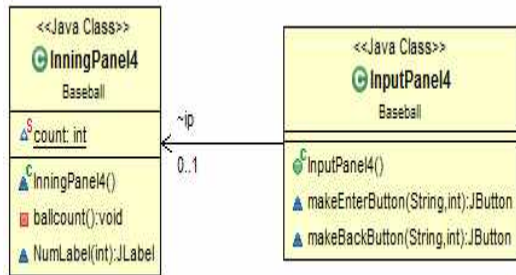 <<Java Class>>
InningPanel4
Baseball
count: int
InningPanel4()
ballcount():void
NumLabel(int):JLabel
~ip
0..1
<<Java Class>>
InputPanel4
Baseball
InputPanel4()
makeEnterButton(String,int):JButton
makeBackButton(String,int):JButton